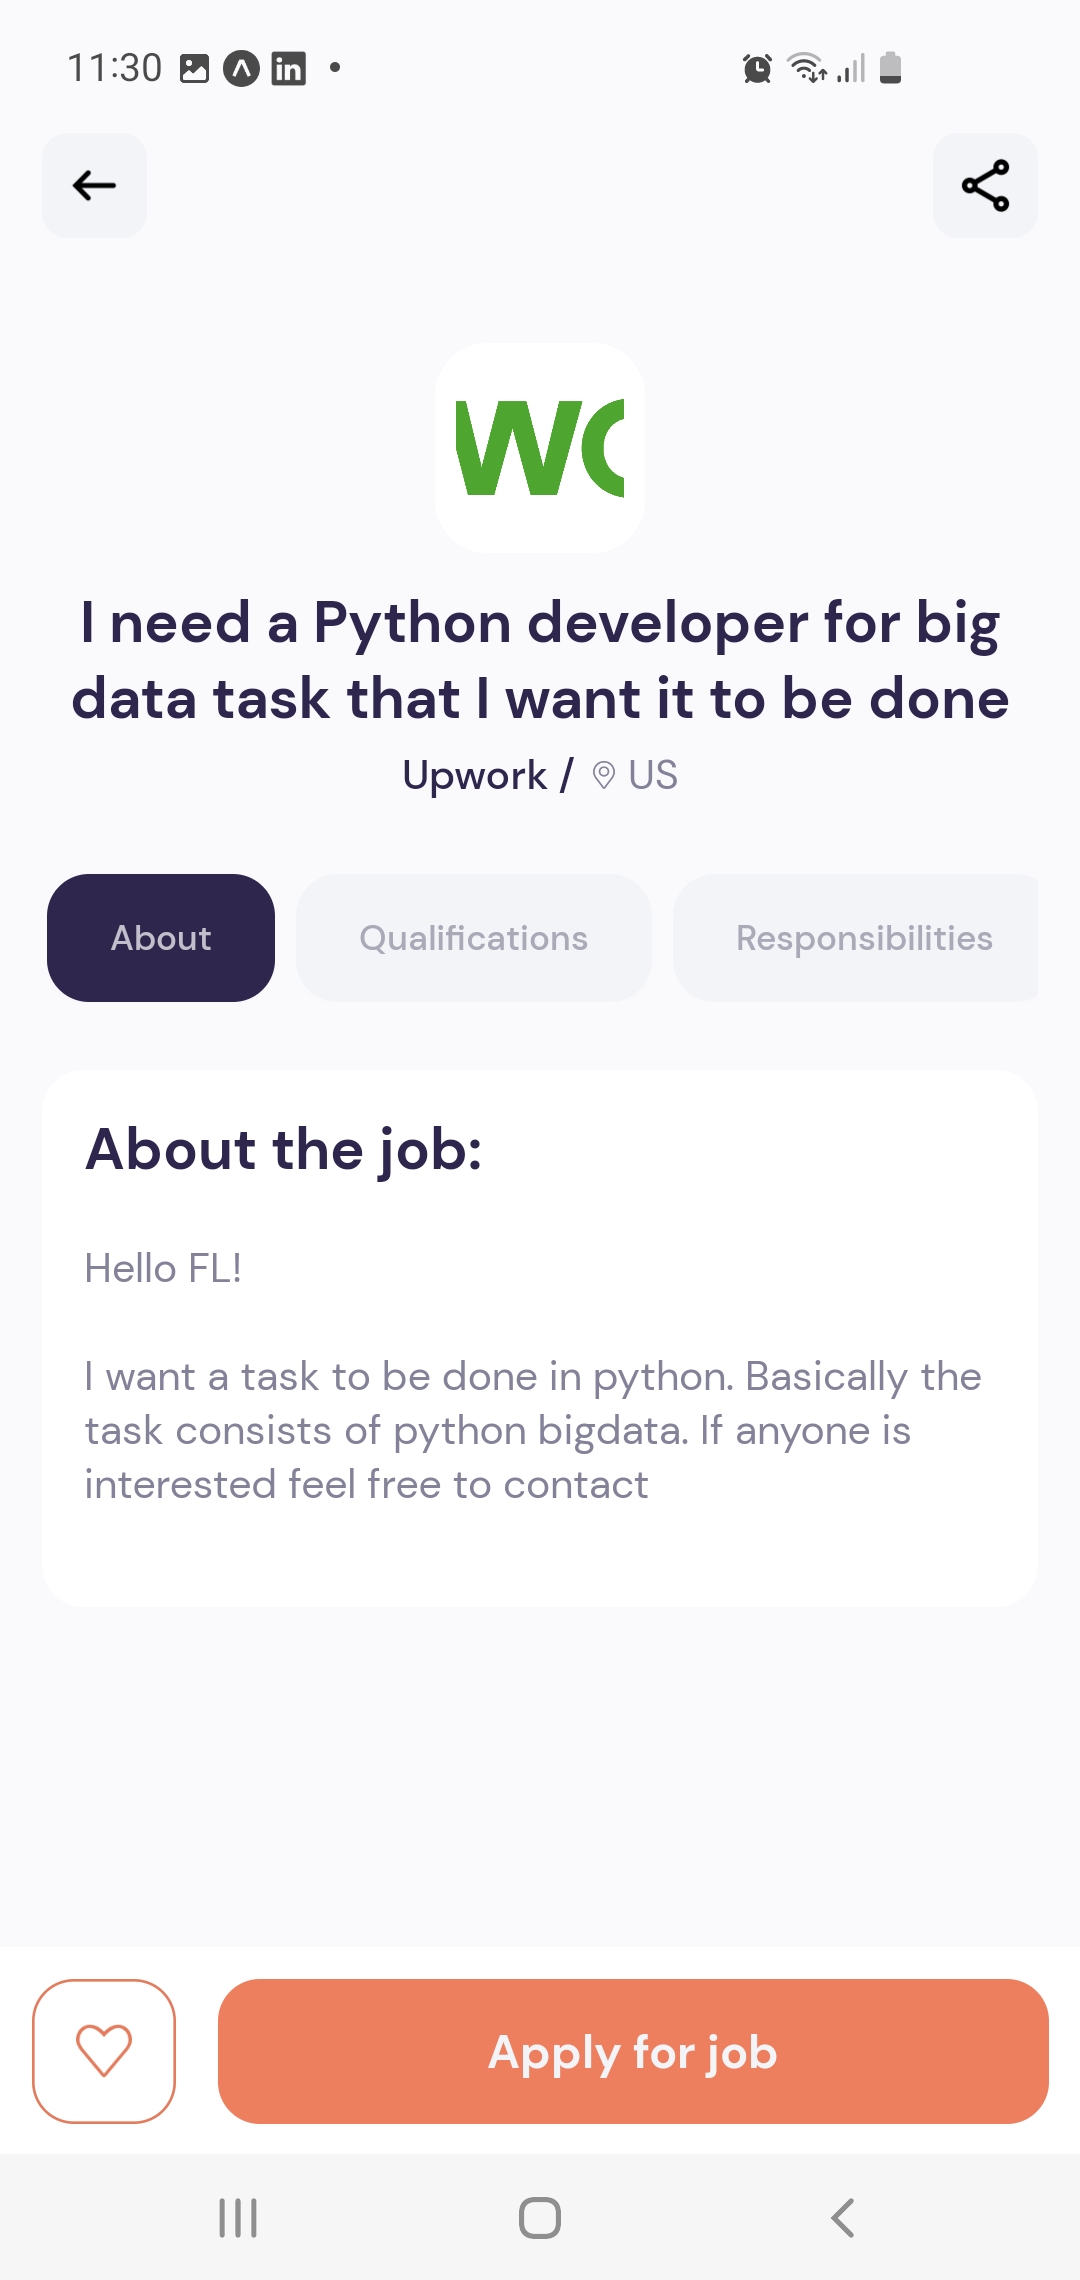 11:30
in
I need a Python developer for big
data task that I want it to be done
Upwork / US
About
Qualifications
Responsibilities
About the job:
Hello FL!
I want a task to be done in python. Basically the
task consists of python bigdata. If anyone is
interested feel free to contact
Apply for job